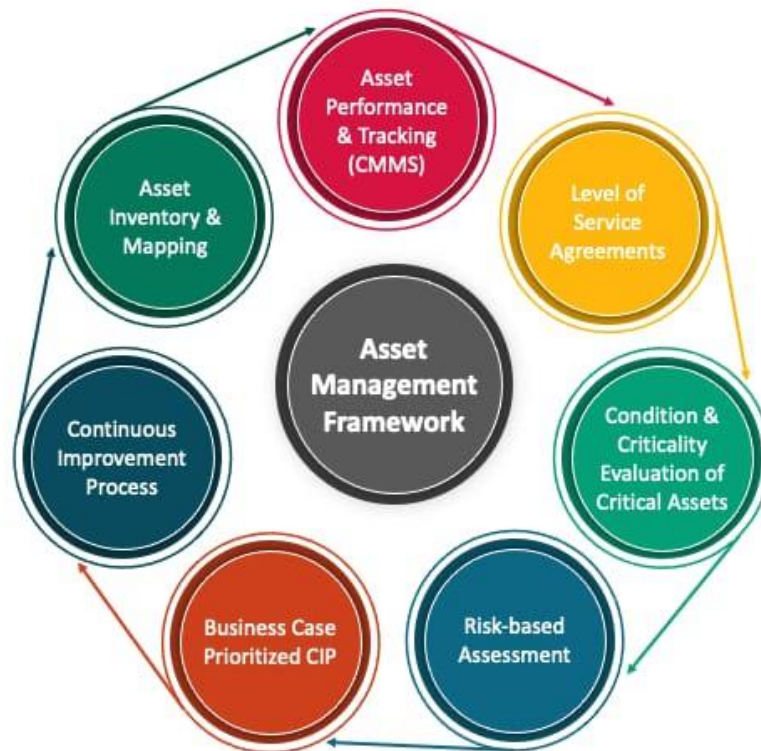 Asset
Performance
& Tracking
(CMMS)
Level of
Service
Agreements
Condition &
Criticality
Evaluation of
Critical Assets
Risk-based
Assessment
Business Case
Prioritized CIP
Continuous
Improvement
Process
Asset
Inventory &
Mapping
Asset
Management
Framework